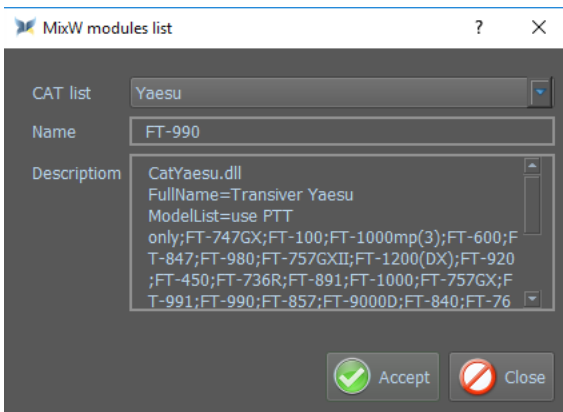 MixW modules list
?
CAT list
Yaesu
Name
FT-990
Descriptiom
CatYaesu.dll
FullName=Transiver Yaesu
ModelList=use PTT
only;FT-747GX;FT-100;FT-1000mp(3);FT-600;F
T-847;FT-980;FT-757GXII;FT-1200(DX);FT-920
;FT-450;FT-736R;FT-891;FT-1000;FT-757GX;F
T-991;FT-990;FT-857;FT-9000D;FT-840;FT-76
Accept
Close